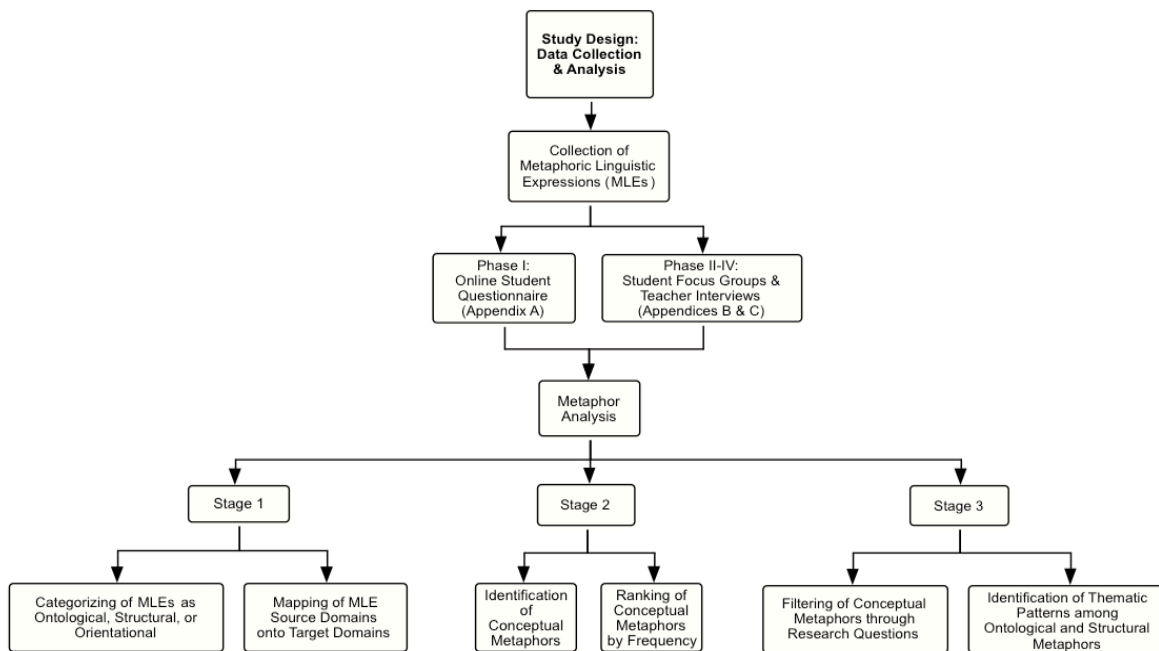 Study Design:
Data Collection
& Analysis
Collection of
Metaphoric Linguistic
Expressions (MLEs)
Phase I:
Online Student
Questionnaire
(Appendix A)
Phase II-IV:
Student Focus Groups &
Teacher Interviews
(Appendices B & C)
Metaphor
Analysis
Stage 1
Stage 2
Stage 3
Categorizing of MLEs as
Ontological, Structural, or
Orientational
Mapping of MLE
Source Domains
onto Target Domains
Identification
of
Conceptual
Metaphors
Ranking of
Conceptual
Metaphors
by Frequency
Filtering of Conceptual
Metaphors through
Research Questions
Identification of Thematic
Patterns among
Ontological and Structural
Metaphors